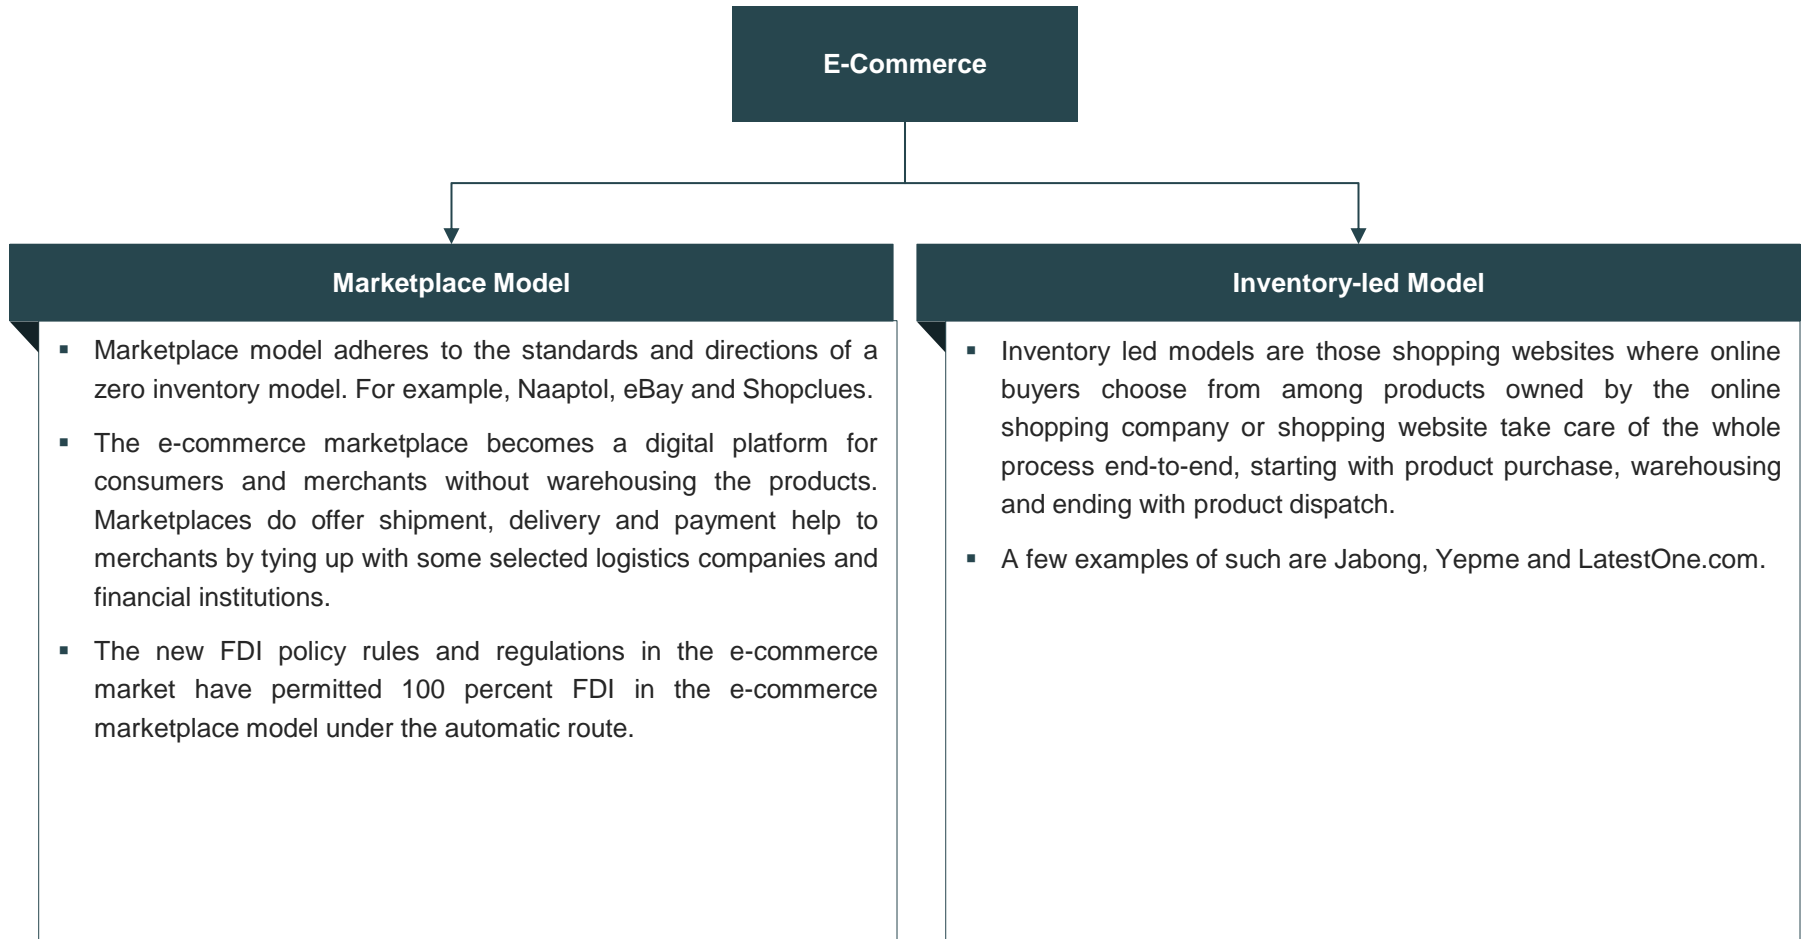 E-Commerce
Marketplace Model
▪ Marketplace model adheres to the standards and directions of a
zero inventory model. For example, Naaptol, eBay and Shopclues.
▪ The e-commerce marketplace becomes a digital platform for
consumers and merchants without warehousing the products.
Marketplaces do offer shipment, delivery and payment help to
merchants by tying up with some selected logistics companies and
financial institutions.
▪ The new FDI policy rules and regulations in the e-commerce
market have permitted 100 percent FDI in the e-commerce
marketplace model under the automatic route.
Inventory-led Model
▪ Inventory led models are those shopping websites where online
buyers choose from among products owned by the online
shopping company or shopping website take care of the whole
process end-to-end, starting with product purchase, warehousing
and ending with product dispatch.
▪ A few examples of such are Jabong, Yepme and LatestOne.com.